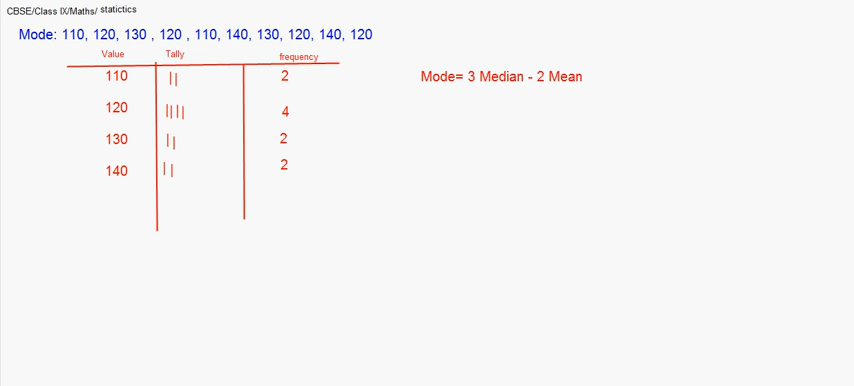 CBSE/Class IX/Maths/ statictics
Mode: 110, 120, 130 , 120 , 110, 140, 130, 120, 140, 120
Value Tally frequency
110 || 2
Mode= 3 Median - 2 Mean
120 |||| 4
130 || 2
140 || 2